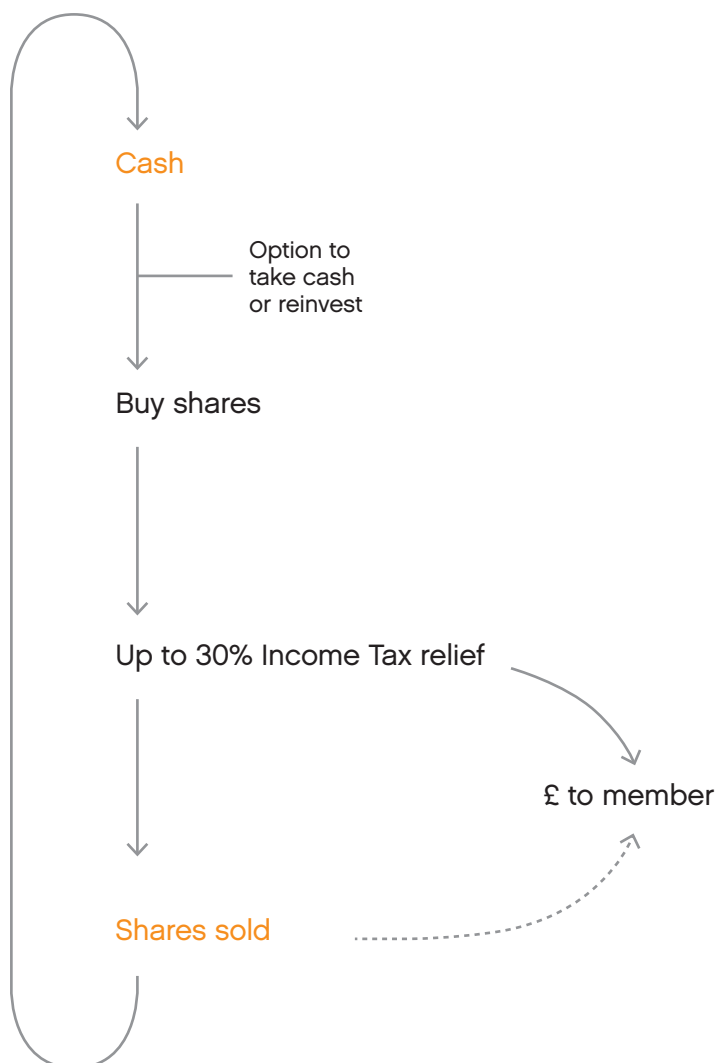 Cash
Option to
take cash
or reinvest
Buy shares
Up to 30% Income Tax relief
£ to member
Shares sold